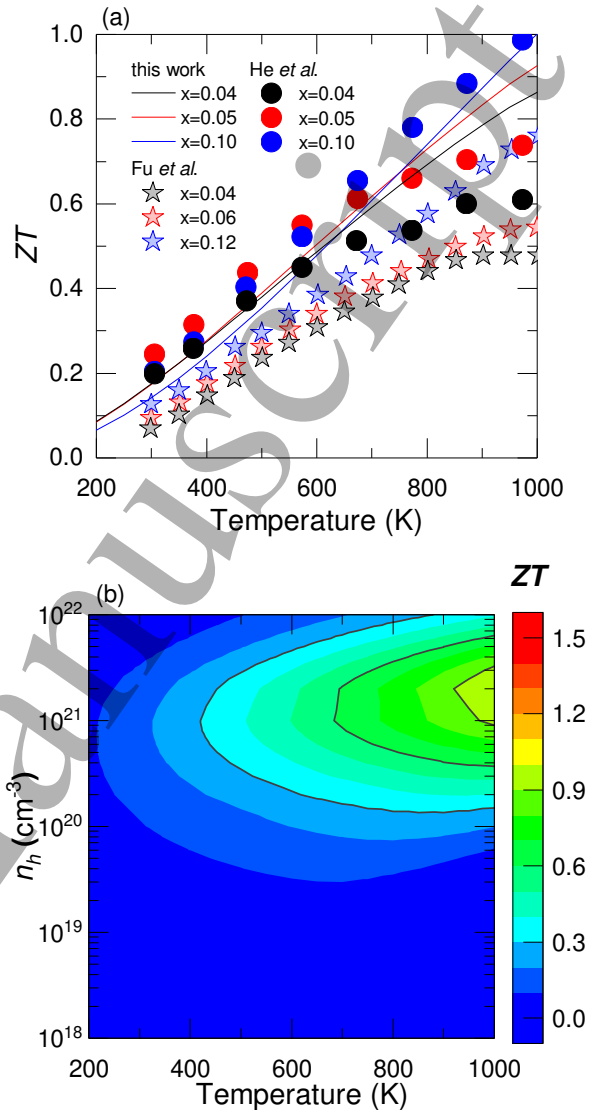 (a)
1.0
0.8
0.6
0.4
0.2
0.0
ZT
this work
x=0.04
x=0.05
x=0.10
He et al.
x=0.04
x=0.05
x=0.10
Fu et al.
x=0.04
x=0.06
x=0.12
200 400 600 800 1000
Temperature (K)
(b)
ZT
10²²
10²¹
10²⁰
10¹⁹
10¹⁸
n_h (cm⁻³)
1.5
1.2
0.9
0.6
0.3
0.0
200 400 600 800 1000
Temperature (K)
anuscript